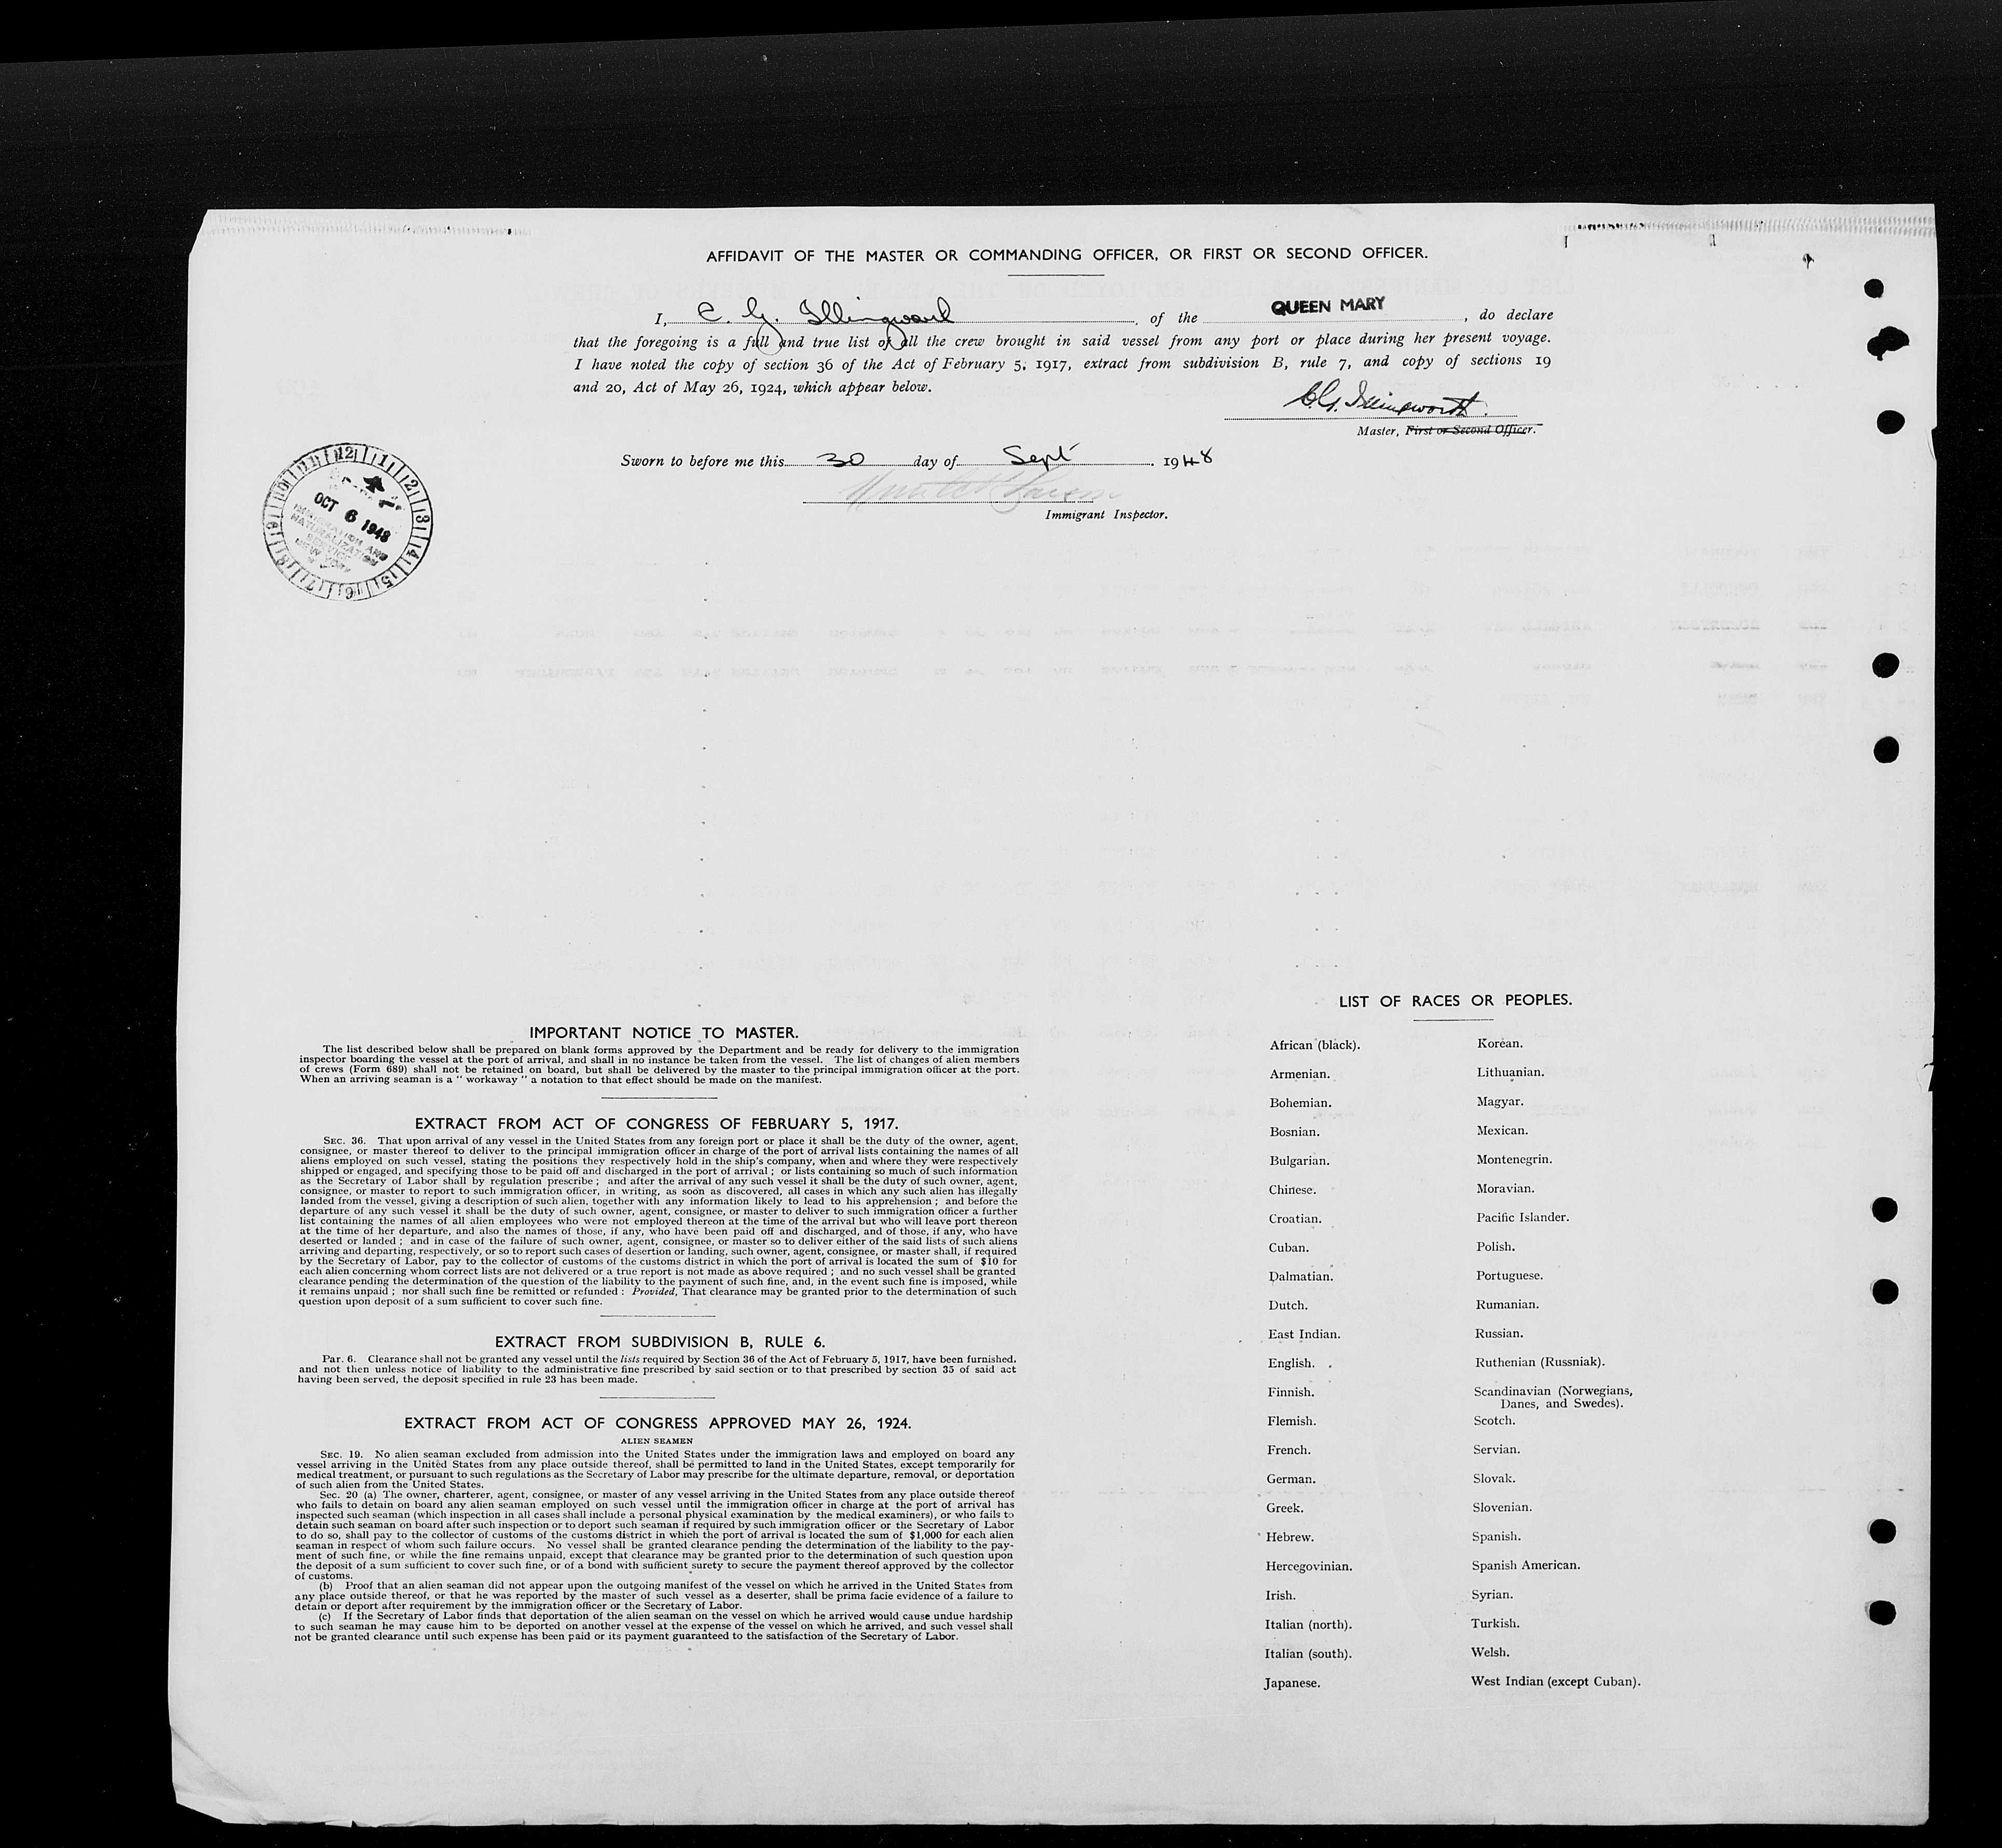 AFFIDAVIT OF THE MASTER OR COMMANDING OFFICER, OR FIRST OR SECOND OFFICER.
I, C. G. Illingworth of the QUEEN MARY, do declare
that the foregoing is a full and true list of all the crew brought in said vessel from any port or place during her present voyage.
I have noted the copy of section 36 of the Act of February 5, 1917, extract from subdivision B, rule 7, and copy of sections 19
and 20, Act of May 26, 1924, which appear below.
C.G. Illingworth.
Master, First or Second Officer.
Sworn to before me this 30 day of Sept. 1948
Immigrant Inspector.
12 1 2 3 4 5 6 7 8 9 10 11
OCT 6 1948
IMMIGRATION AND
NATURALIZATION
SERVICE
NEW YORK
IMPORTANT NOTICE TO MASTER.
The list described below shall be prepared on blank forms approved by the Department and be ready for delivery to the immigration
inspector boarding the vessel at the port of arrival, and shall in no instance be taken from the vessel. The list of changes of alien members
of crews (Form 689) shall not be retained on board, but shall be delivered by the master to the principal immigration officer at the port.
When an arriving seaman is a " workaway " a notation to that effect should be made on the manifest.
EXTRACT FROM ACT OF CONGRESS OF FEBRUARY 5, 1917.
SEC. 36. That upon arrival of any vessel in the United States from any foreign port or place it shall be the duty of the owner, agent,
consignee, or master thereof to deliver to the principal immigration officer in charge of the port of arrival lists containing the names of all
aliens employed on such vessel, stating the positions they respectively hold in the ship's company, when and where they were respectively
shipped or engaged, and specifying those to be paid off and discharged in the port of arrival ; or lists containing so much of such information
as the Secretary of Labor shall by regulation prescribe ; and after the arrival of any such vessel it shall be the duty of such owner, agent,
consignee, or master to report to such immigration officer, in writing, as soon as discovered, all cases in which any such alien has illegally
landed from the vessel, giving a description of such alien, together with any information likely to lead to his apprehension ; and before the
departure of any such vessel it shall be the duty of such owner, agent, consignee, or master to deliver to such immigration officer a further
list containing the names of all alien employees who were not employed thereon at the time of the arrival but who will leave port thereon
at the time of her departure, and also the names of those, if any, who have been paid off and discharged, and of those, if any, who have
deserted or landed ; and in case of the failure of such owner, agent, consignee, or master so to deliver either of the said lists of such aliens
arriving and departing, respectively, or so to report such cases of desertion or landing, such owner, agent, consignee, or master shall, if required
by the Secretary of Labor, pay to the collector of customs of the customs district in which the port of arrival is located the sum of $10 for
each alien concerning whom correct lists are not delivered or a true report is not made as above required ; and no such vessel shall be granted
clearance pending the determination of the question of the liability to the payment of such fine, and, in the event such fine is imposed, while
it remains unpaid ; nor shall such fine be remitted or refunded : Provided, That clearance may be granted prior to the determination of such
question upon deposit of a sum sufficient to cover such fine.
EXTRACT FROM SUBDIVISION B, RULE 6.
PAR. 6. Clearance shall not be granted any vessel until the lists required by Section 36 of the Act of February 5, 1917, have been furnished,
and not then unless notice of liability to the administrative fine prescribed by said section or to that prescribed by section 35 of said act
having been served, the deposit specified in rule 23 has been made.
EXTRACT FROM ACT OF CONGRESS APPROVED MAY 26, 1924.
ALIEN SEAMEN
SEC. 19. No alien seaman excluded from admission into the United States under the immigration laws and employed on board any
vessel arriving in the United States from any place outside thereof, shall be permitted to land in the United States, except temporarily for
medical treatment, or pursuant to such regulations as the Secretary of Labor may prescribe for the ultimate departure, removal, or deportation
of such alien from the United States.
Sec. 20 (a) The owner, charterer, agent, consignee, or master of any vessel arriving in the United States from any place outside thereof
who fails to detain on board any alien seaman employed on such vessel until the immigration officer in charge at the port of arrival has
inspected such seaman (which inspection in all cases shall include a personal physical examination by the medical examiners), or who fails to
detain such seaman on board after such inspection or to deport such seaman if required by such immigration officer or the Secretary of Labor
to do so, shall pay to the collector of customs of the customs district in which the port of arrival is located the sum of $1,000 for each alien
seaman in respect of whom such failure occurs. No vessel shall be granted clearance pending the determination of the liability to the pay-
ment of such fine, or while the fine remains unpaid, except that clearance may be granted prior to the determination of such question upon
the deposit of a sum sufficient to cover such fine, or of a bond with sufficient surety to secure the payment thereof approved by the collector
of customs.
(b) Proof that an alien seaman did not appear upon the outgoing manifest of the vessel on which he arrived in the United States from
any place outside thereof, or that he was reported by the master of such vessel as a deserter, shall be prima facie evidence of a failure to
detain or deport after requirement by the immigration officer or the Secretary of Labor.
(c) If the Secretary of Labor finds that deportation of the alien seaman on the vessel on which he arrived would cause undue hardship
to such seaman he may cause him to be deported on another vessel at the expense of the vessel on which he arrived, and such vessel shall
not be granted clearance until such expense has been paid or its payment guaranteed to the satisfaction of the Secretary of Labor.
LIST OF RACES OR PEOPLES.
African (black).
Armenian.
Bohemian.
Bosnian.
Bulgarian.
Chinese.
Croatian.
Cuban.
Dalmatian.
Dutch.
East Indian.
English.
Finnish.
Flemish.
French.
German.
Greek.
Hebrew.
Hercegovinian.
Irish.
Italian (north).
Italian (south).
Japanese.
Korean.
Lithuanian.
Magyar.
Mexican.
Montenegrin.
Moravian.
Pacific Islander.
Polish.
Portuguese.
Rumanian.
Russian.
Ruthenian (Russniak).
Scandinavian (Norwegians,
Danes, and Swedes).
Scotch.
Servian.
Slovak.
Slovenian.
Spanish.
Spanish American.
Syrian.
Turkish.
Welsh.
West Indian (except Cuban).